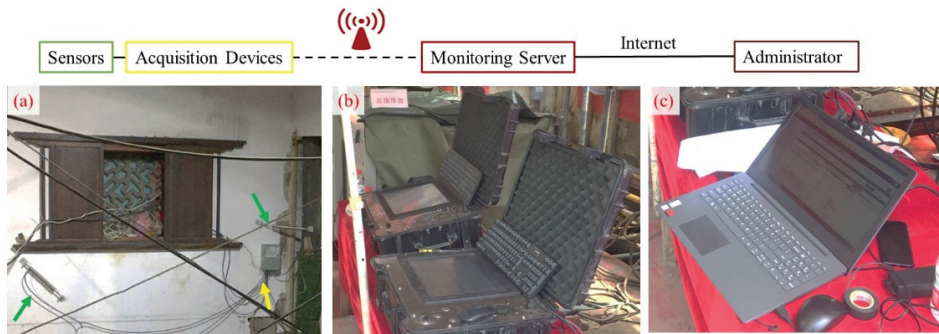 Sensors
Acquisition Devices
Monitoring Server
Internet
Administrator
(a)
(b)
(c)